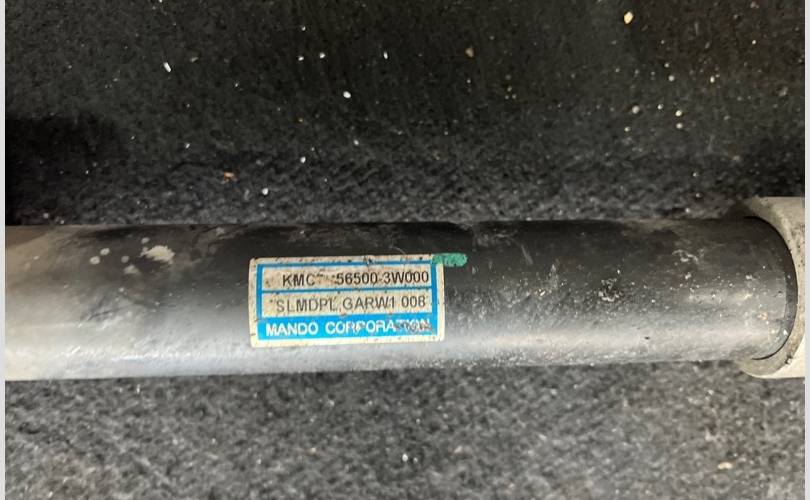 KMC 56500-3W000
SLMDPL GARW1 008
MANDO CORPORATION